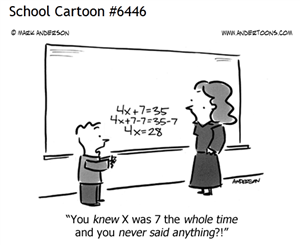 School Cartoon #6446
© MARK ANDERSON
WWW.ANDERTOONS.COM
4x+7=35
4x+7-7=35-7
4x=28
ANDERSON
"You knew X was 7 the whole time
and you never said anything?!"